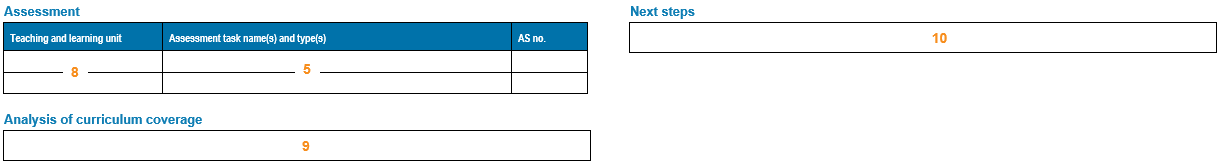 Assessment
Teaching and learning unit Assessment task name(s) and type(s) AS no.
8 5
Analysis of curriculum coverage
9
Next steps
10